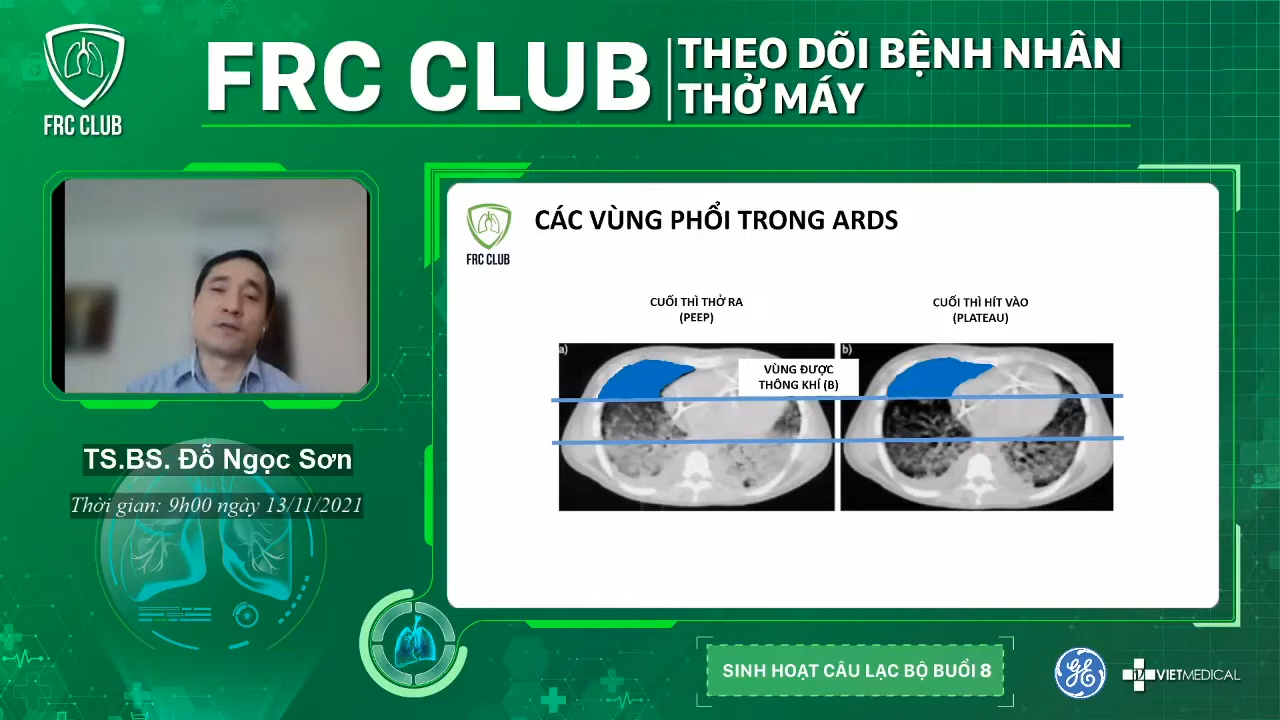 FRC CLUB
FRC CLUB
THEO DÕI BỆNH NHÂN
THỞ MÁY
FRC CLUB
CÁC VÙNG PHỔI TRONG ARDS
CUỐI THÌ THỞ RA
(PEEP)
CUỐI THÌ HÍT VÀO
(PLATEAU)
a)
b)
VÙNG ĐƯỢC
THÔNG KHÍ (B)
TS.BS. Đỗ Ngọc Sơn
Thời gian: 9h00 ngày 13/11/2021
SINH HOẠT CÂU LẠC BỘ BUỔI 8
GE
VIETMEDICAL